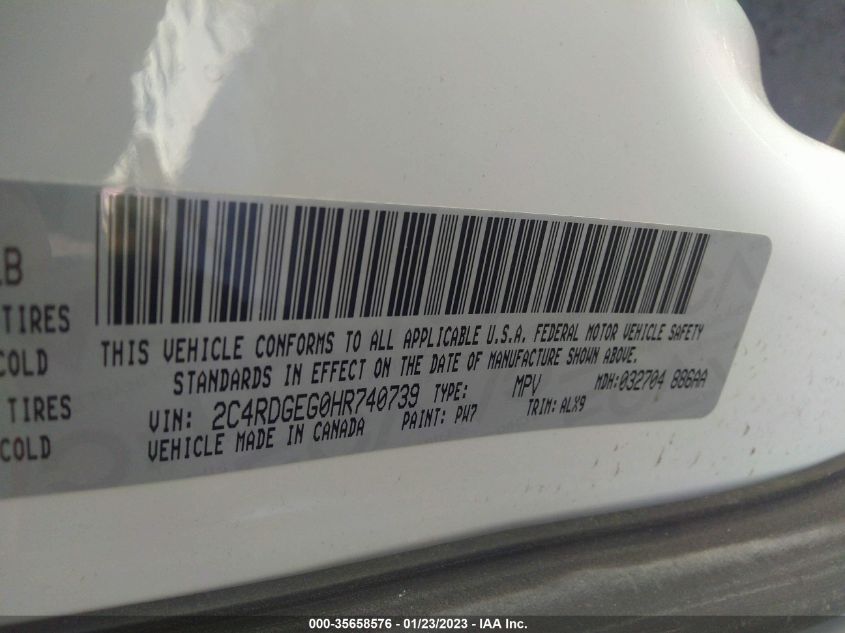 LB
TIRES
COLD
TIRES
COLD
THIS VEHICLE CONFORMS TO ALL APPLICABLE U.S.A. FEDERAL MOTOR VEHICLE SAFETY
STANDARDS IN EFFECT ON THE DATE OF MANUFACTURE SHOWN ABOVE.
VIN: 2C4RDGEG0HR740739 TYPE: MPV MDH:032704 886AA
VEHICLE MADE IN CANADA PAINT: PW7 TRIM: ALX9
000-35658576 / 01/23/2023 - IAA Inc.